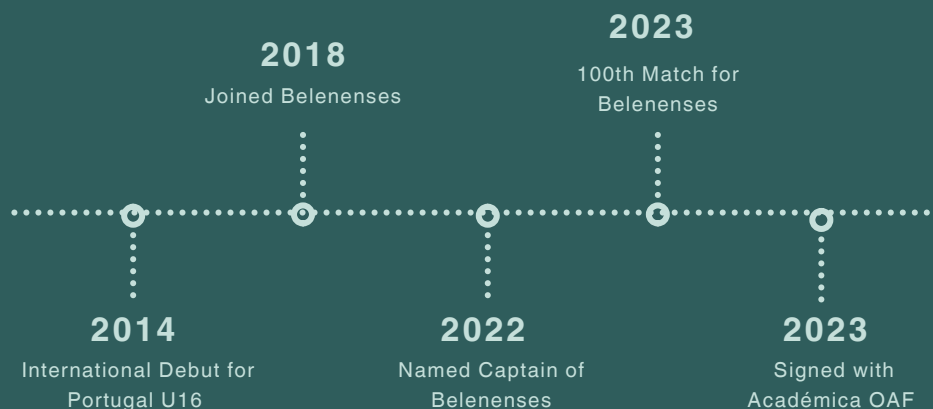 2014
International Debut for
Portugal U16
2018
Joined Belenenses
2022
Named Captain of
Belenenses
2023
100th Match for
Belenenses
2023
Signed with
Académica OAF